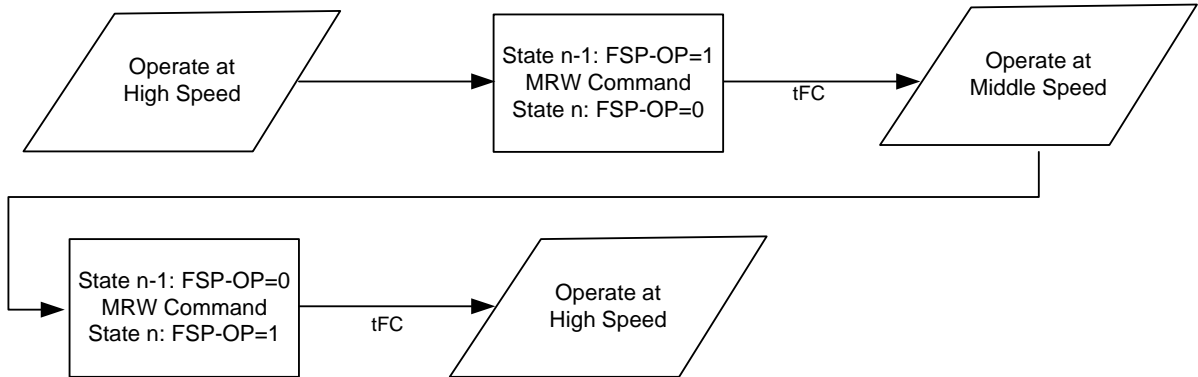 Operate at
High Speed
State n-1: FSP-OP=1
MRW Command
State n: FSP-OP=0
tFC
Operate at
Middle Speed
State n-1: FSP-OP=0
MRW Command
State n: FSP-OP=1
tFC
Operate at
High Speed